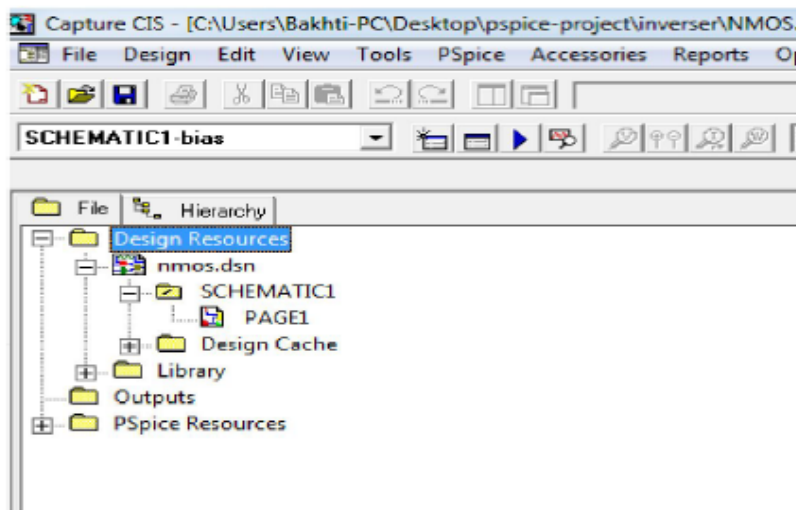 Capture CIS - [C:\Users\Bakhti-PC\Desktop\pspice-project\inverser\NMOS.
File Design Edit View Tools PSpice Accessories Reports Op
SCHEMATIC1-bias
File Hierarchy
Design Resources
nmos.dsn
SCHEMATIC1
PAGE1
Design Cache
Library
Outputs
PSpice Resources